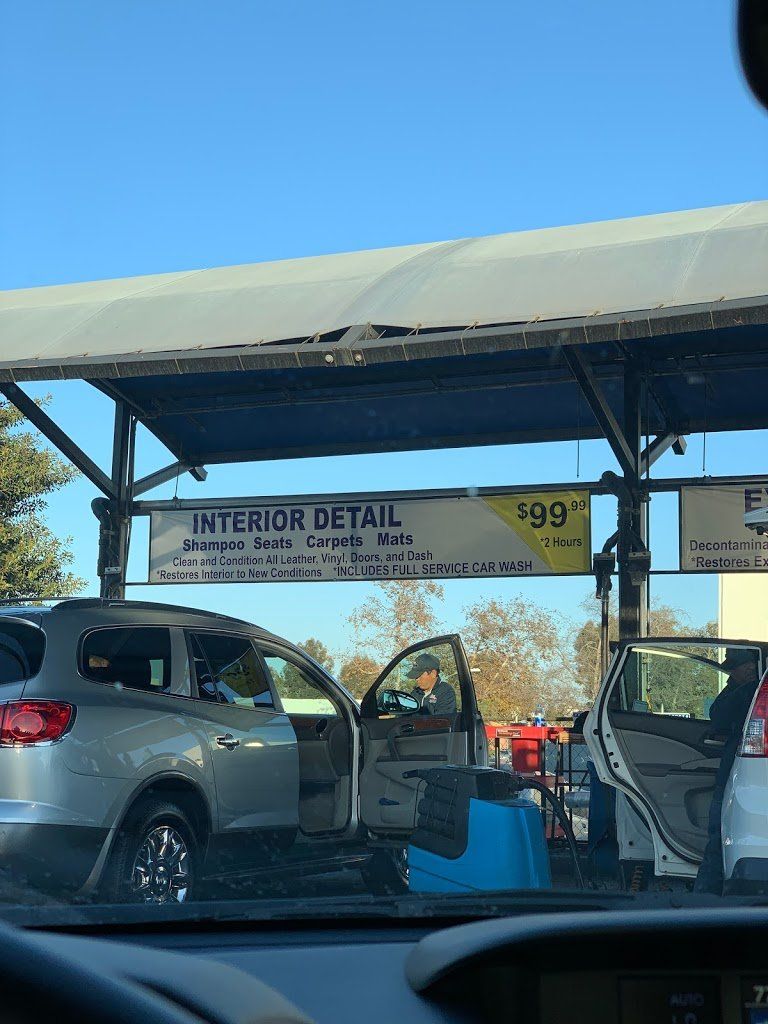 INTERIOR DETAIL
$99.99
Shampoo Seats Carpets Mats
*2 Hours
Clean and Condition All Leather, Vinyl, Doors, and Dash
*Restores Interior to New Conditions *INCLUDES FULL SERVICE CAR WASH
Decontamina
*Restores Ex
AUTO